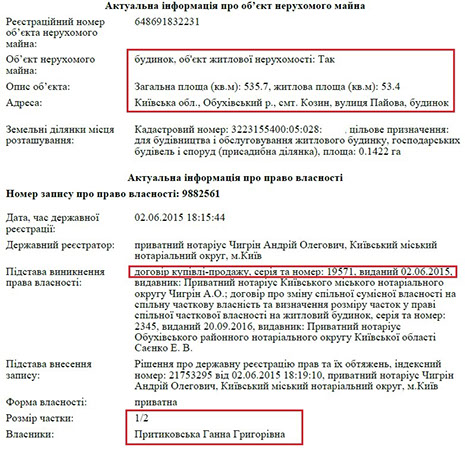 Актуальна інформація про об'єкт нерухомого майна
Реєстраційний номер 648691832231
об'єкта нерухомого
майна:
Об'єкт нерухомого будинок, об'єкт житлової нерухомості: Так
майна:
Опис об'єкта: Загальна площа (кв.м): 535.7, житлова площа (кв.м): 53.4
Адреса: Київська обл., Обухівський р., смт. Козин, вулиця Пайова, будинок
Земельні ділянки місця Кадастровий номер: 3223155400:05:028: , цільове призначення:
розташування: для будівництва і обслуговування житлового будинку, господарських
будівель і споруд (присадибна ділянка), площа: 0.1422 га
Актуальна інформація про право власності
Номер запису про право власності: 9882561
Дата, час державної 02.06.2015 18:15:44
реєстрації:
Державний реєстратор: приватний нотаріус Чигрін Андрій Олегович, Київський міський
нотаріальний округ, м.Київ
Підстава виникнення договір купівлі-продажу, серія та номер: 19571, виданий 02.06.2015,
права власності: видавник: Приватний нотаріус Київського міського нотаріального
округу Чигрін А.О.; договір про зміну спільної сумісної власності на
спільну часткову власність та визначення розміру часток у праві
спільної часткової власності на житловий будинок, серія та номер:
2345, виданий 20.09.2016, видавник: Приватний нотаріус
Обухівського районного нотаріального округу Київської області
Саєнко Е. В.
Підстава внесення Рішення про державну реєстрацію прав та їх обтяжень, індексний
запису: номер: 21753295 від 02.06.2015 18:19:10, приватний нотаріус Чигрін
Андрій Олегович, Київський міський нотаріальний округ, м.Київ
Форма власності: приватна
Розмір частки: 1/2
Власники: Притиковська Ганна Григорівна